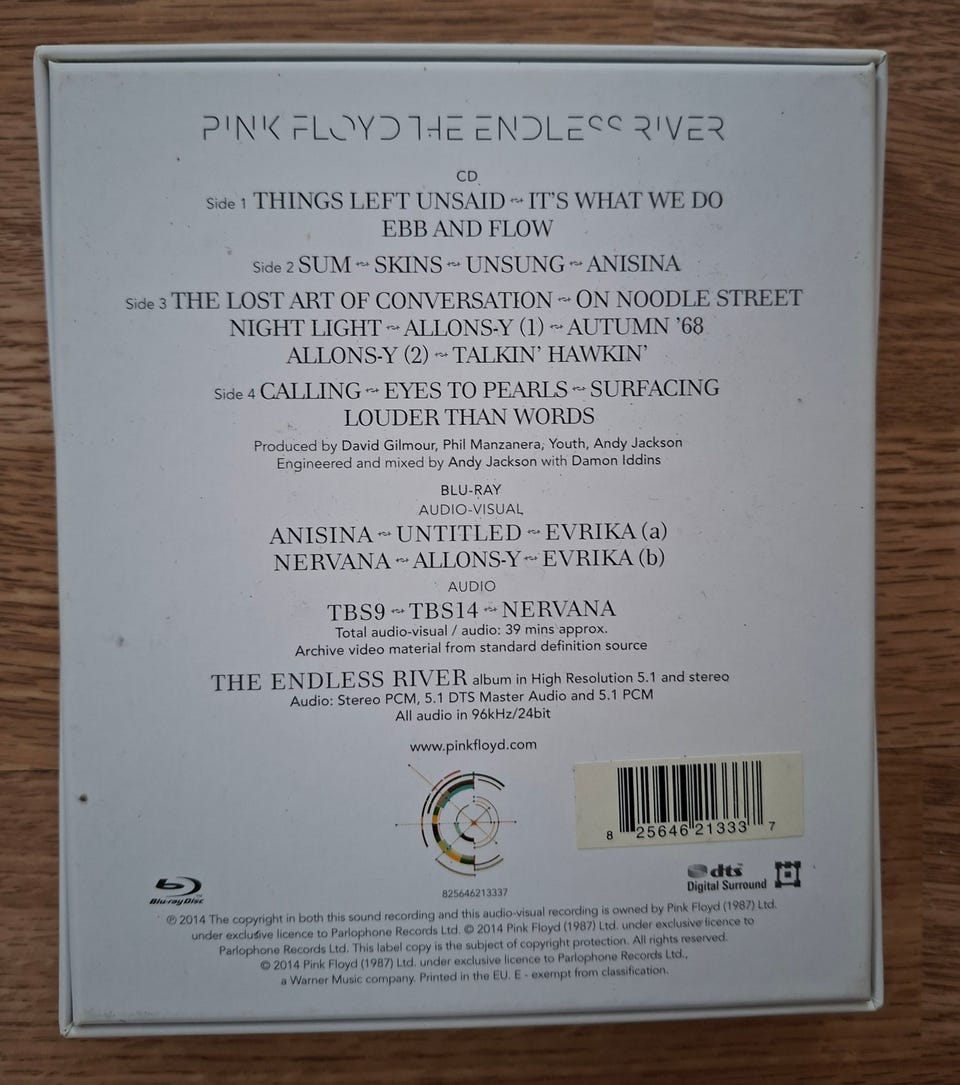 PINK FLOYD THE ENDLESS RIVER
CD
Side 1 THINGS LEFT UNSAID ~ IT'S WHAT WE DO
EBB AND FLOW
Side 2 SUM ~ SKINS ~ UNSUNG ~ ANISINA
Side 3 THE LOST ART OF CONVERSATION ~ ON NOODLE STREET
NIGHT LIGHT ~ ALLONS-Y (1) ~ AUTUMN '68
ALLONS-Y (2) ~ TALKIN' HAWKIN'
Side 4 CALLING ~ EYES TO PEARLS ~ SURFACING
LOUDER THAN WORDS
Produced by David Gilmour, Phil Manzanera, Youth, Andy Jackson
Engineered and mixed by Andy Jackson with Damon Iddins
BLU-RAY
AUDIO-VISUAL
ANISINA ~ UNTITLED ~ EVRIKA (a)
NERVANA ~ ALLONS-Y ~ EVRIKA (b)
AUDIO
TBS9 ~ TBS14 ~ NERVANA
Total audio-visual / audio: 39 mins approx.
Archive video material from standard definition source
THE ENDLESS RIVER album in High Resolution 5.1 and stereo
Audio: Stereo PCM, 5.1 DTS Master Audio and 5.1 PCM
All audio in 96kHz/24bit
www.pinkfloyd.com
8 25646 21333 7
825646213337
Blu-ray Disc™
dts™
Digital Surround
℗ 2014 The copyright in both this sound recording and this audio-visual recording is owned by Pink Floyd (1987) Ltd.
under exclusive licence to Parlophone Records Ltd. © 2014 Pink Floyd (1987) Ltd. under exclusive licence to
Parlophone Records Ltd. This label copy is the subject of copyright protection. All rights reserved.
© 2014 Pink Floyd (1987) Ltd. under exclusive licence to Parlophone Records Ltd.,
a Warner Music company. Printed in the EU. E - exempt from classification.